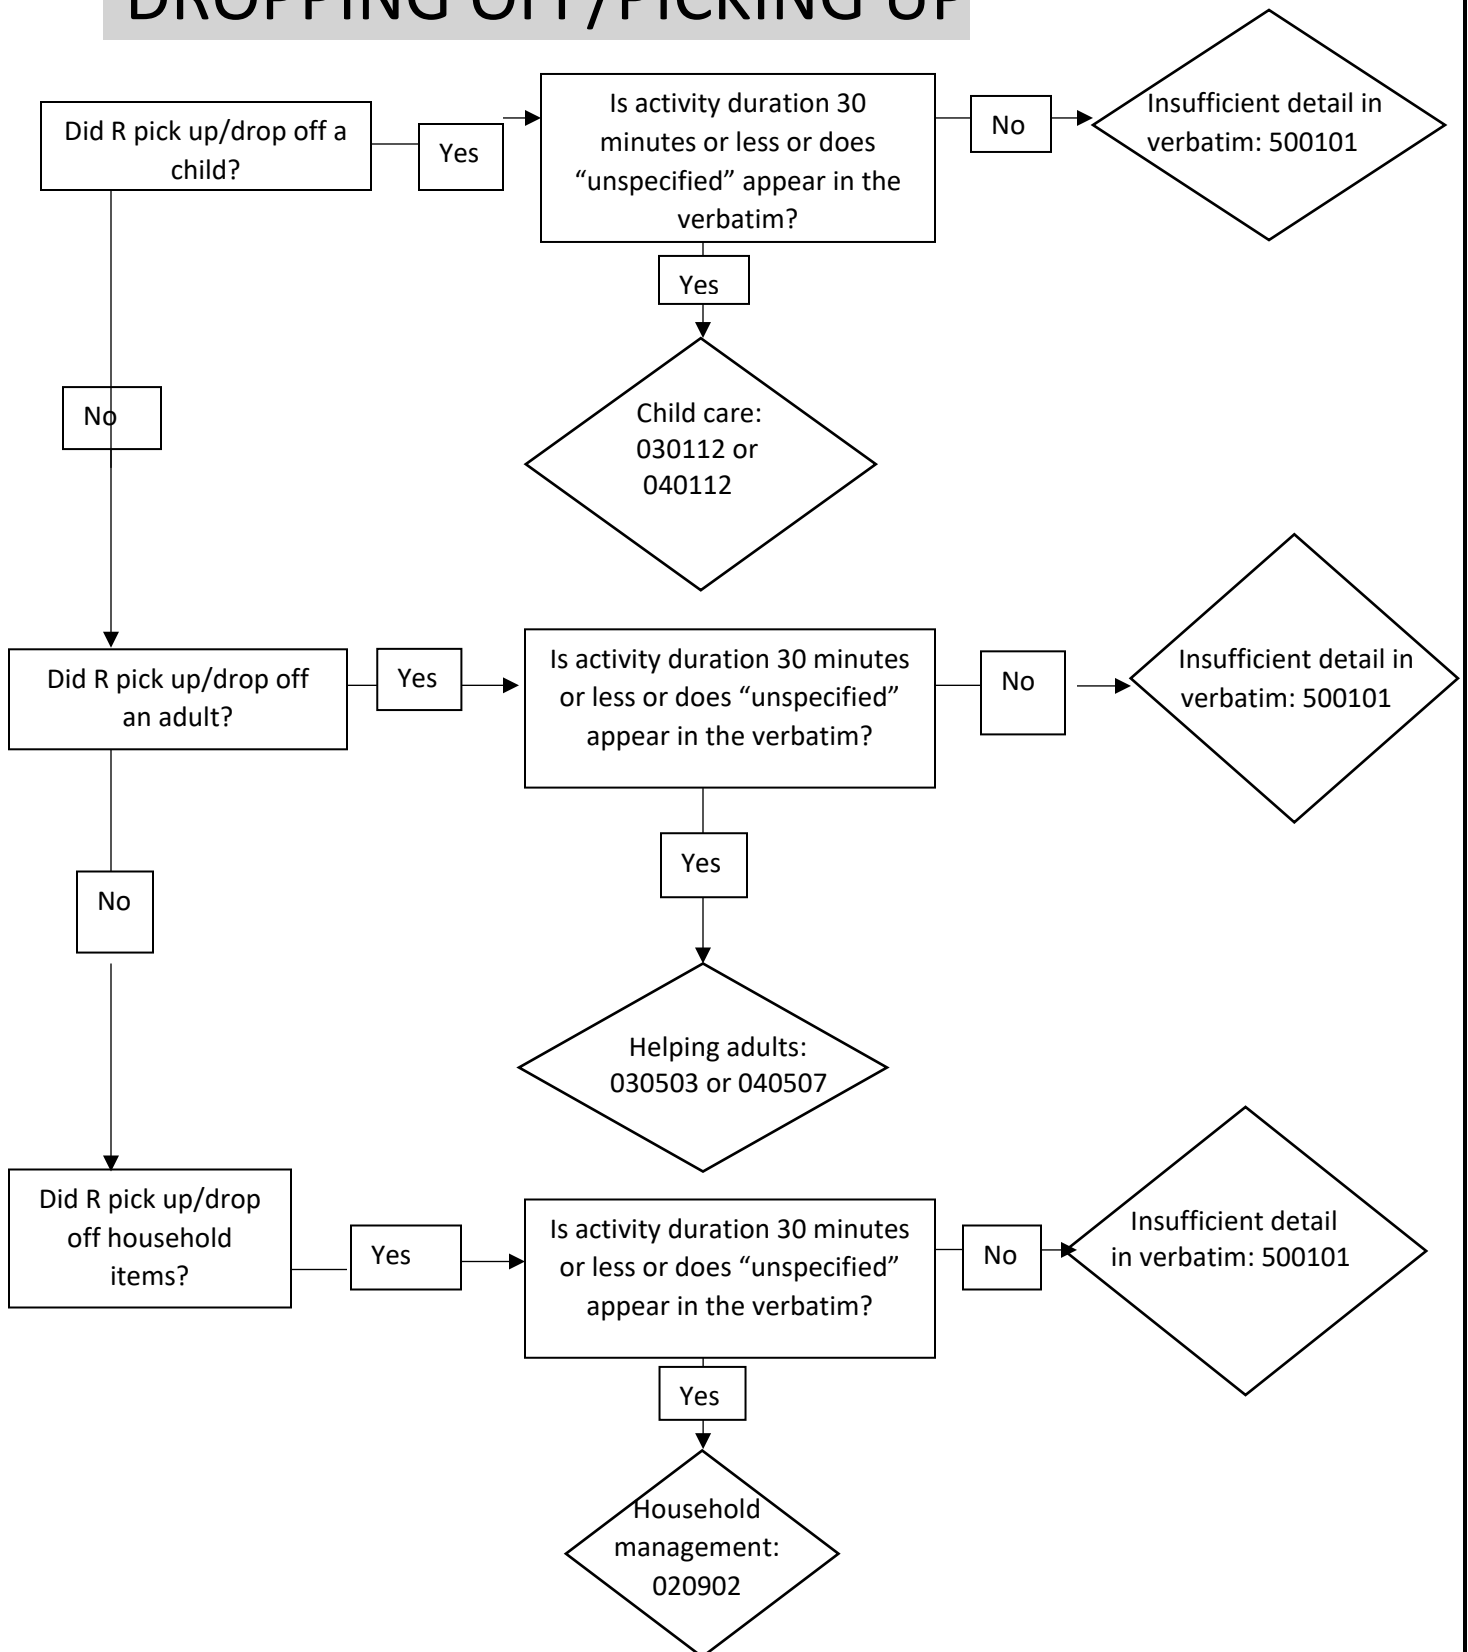 DROPPING OFF/PICKING UP
Did R pick up/drop off a
child?
Yes
Is activity duration 30
minutes or less or does
“unspecified” appear in the
verbatim?
No
Insufficient detail in
verbatim: 500101
Yes
Child care:
030112 or
040112
No
Did R pick up/drop off
an adult?
Yes
Is activity duration 30 minutes
or less or does “unspecified”
appear in the verbatim?
No
Insufficient detail in
verbatim: 500101
Yes
Helping adults:
030503 or 040507
No
Did R pick up/drop
off household
items?
Yes
Is activity duration 30 minutes
or less or does “unspecified”
appear in the verbatim?
No
Insufficient detail
in verbatim: 500101
Yes
Household
management:
020902